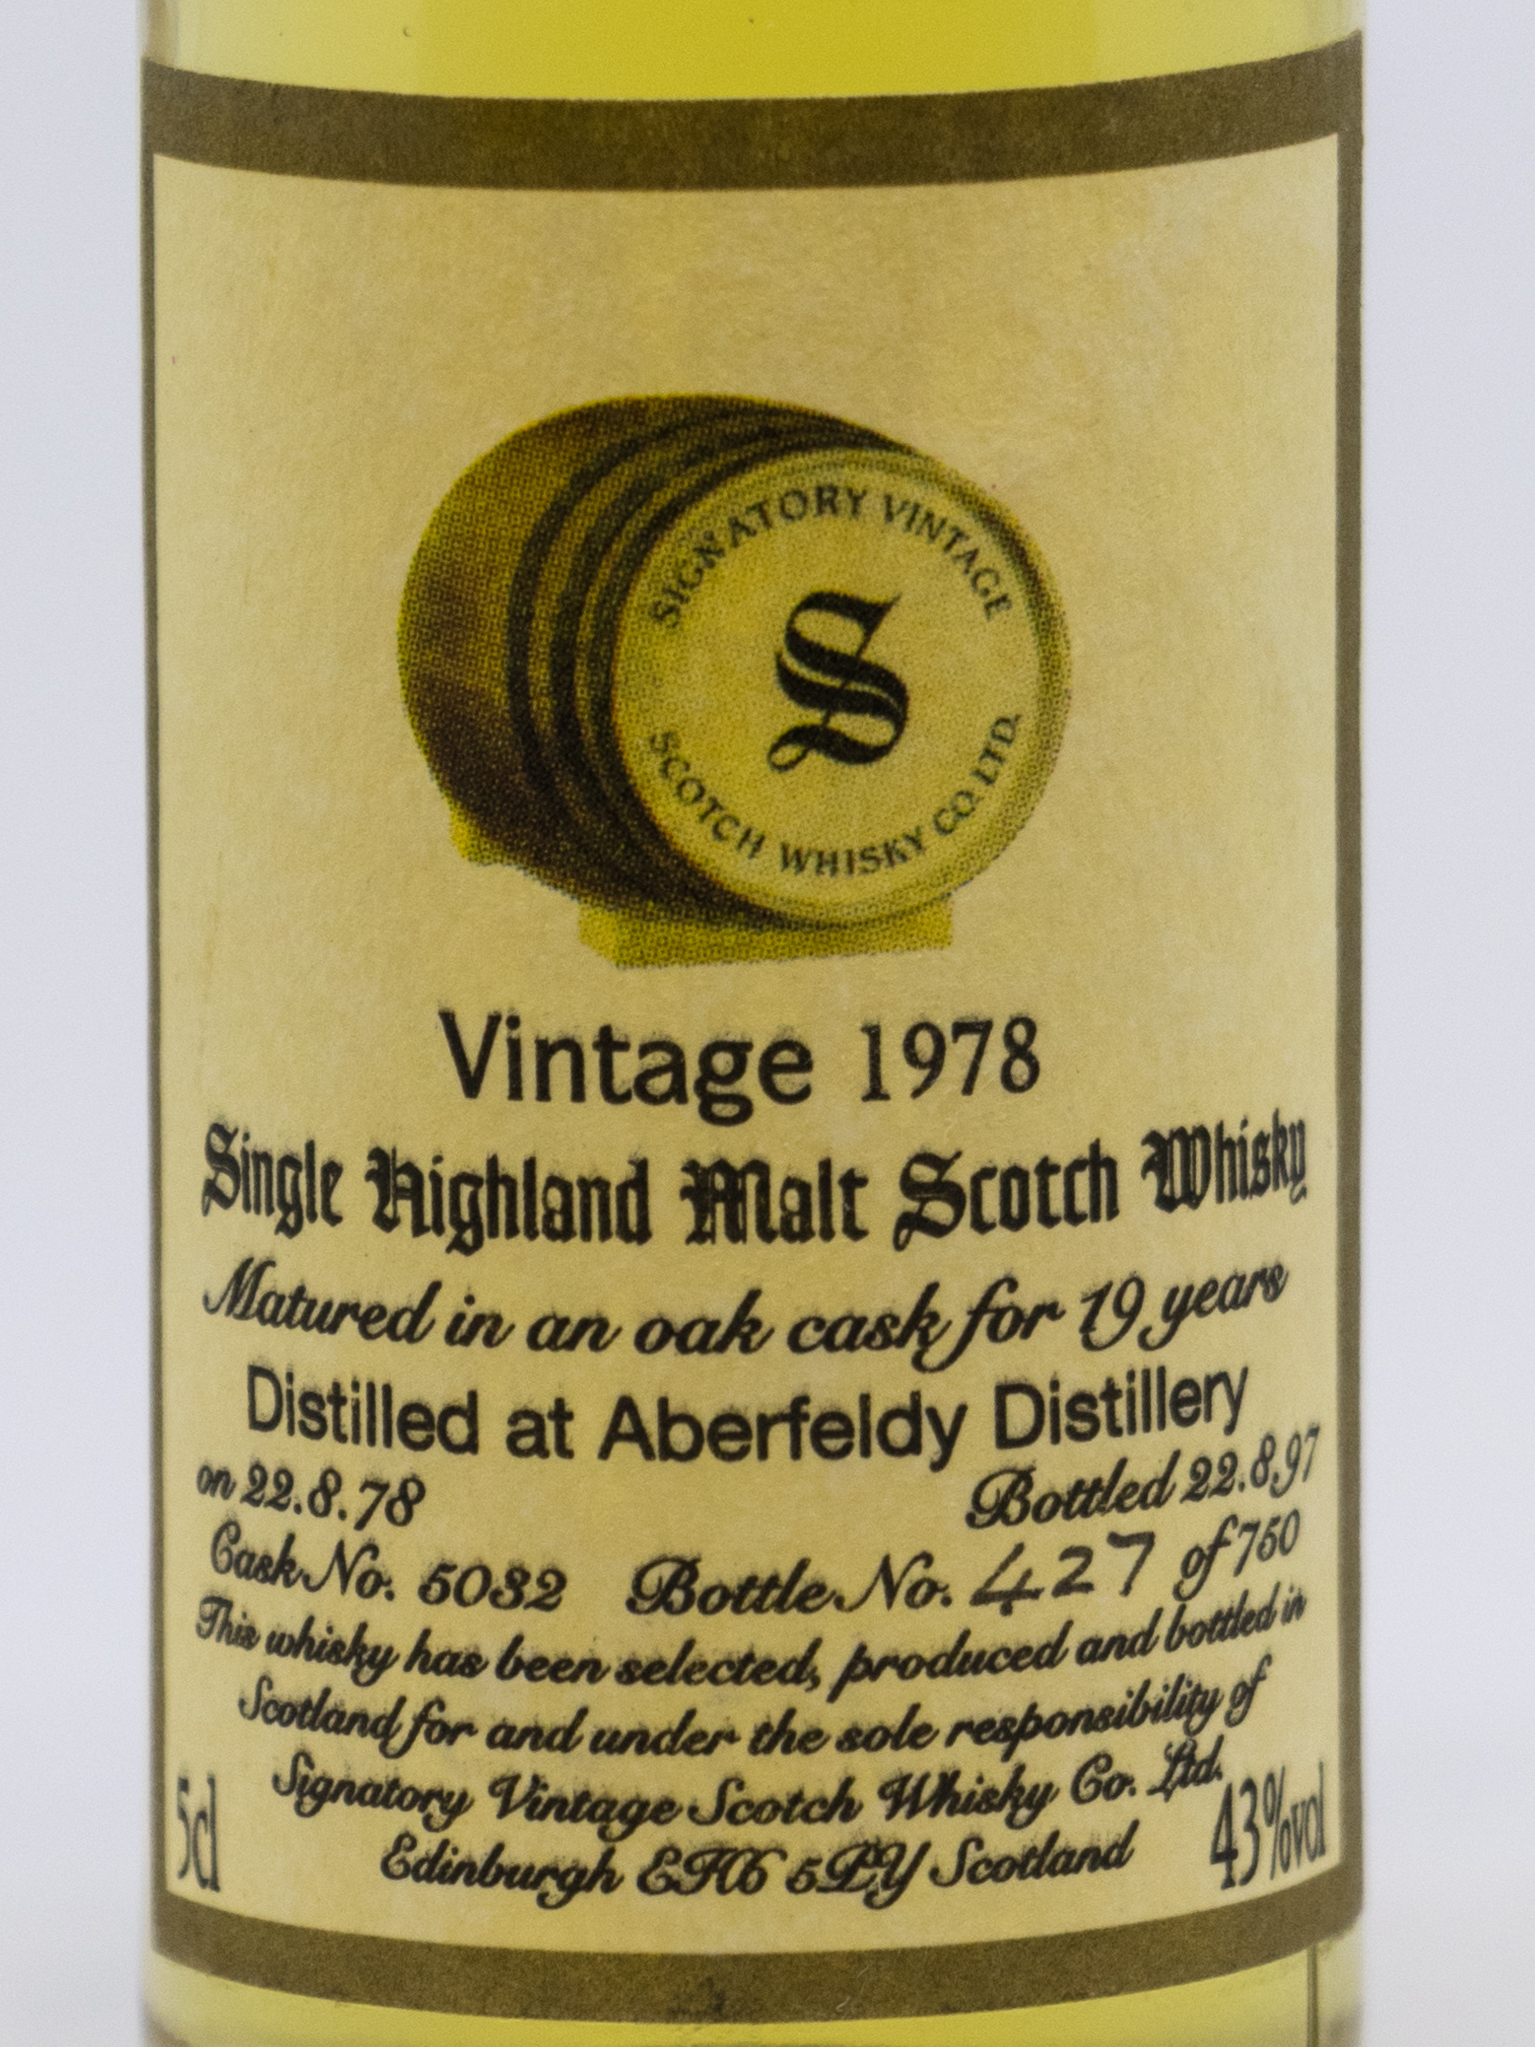 SIGNATORY VINTAGE
S
SCOTCH WHISKY CO. LTD.
Vintage 1978
Single Highland Malt Scotch Whisky
Matured in an oak cask for 19 years
Distilled at Aberfeldy Distillery
on 22.8.78 Bottled 22.8.97
Cask No. 5032 Bottle No. 427 of 750
This whisky has been selected, produced and bottled in
Scotland for and under the sole responsibility of
Signatory Vintage Scotch Whisky Co. Ltd.
Edinburgh EH6 5PY Scotland
5cl 43%vol